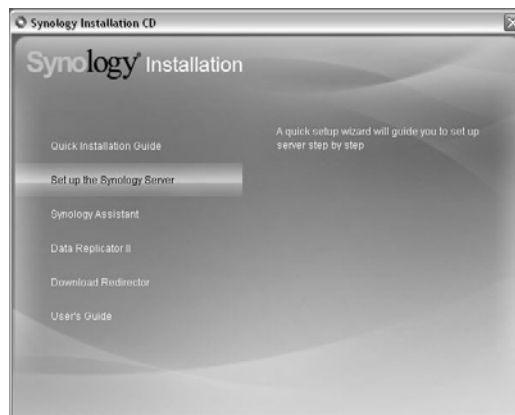 Synology Installation CD
Synology® Installation
Quick Installation Guide
Set up the Synology Server
Synology Assistant
Data Replicator II
Download Redirector
User's Guide
A quick setup wizard will guide you to set up
server step by step